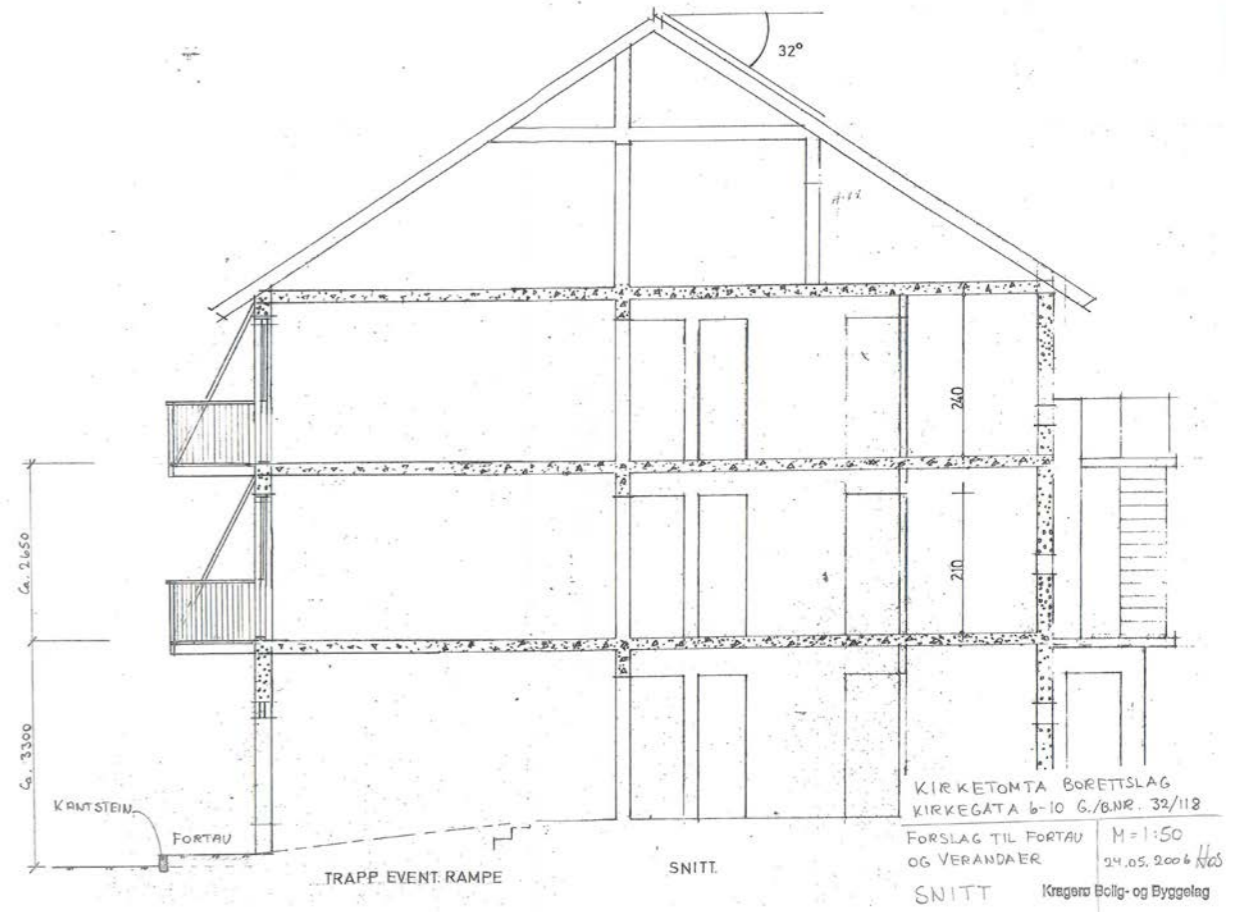 32°
240
Ca. 2650
210
Ca. 3300
KANTSTEIN
FORTAU
TRAPP EVENT. RAMPE
SNITT.
KIRKETOMTA BORETTSLAG
KIRKEGATA 6-10 G./B.NR. 32/118
FORSLAG TIL FORTAU
OG VERANDAER
M=1:50
24.05.2006
SNITT
Kragerø Bolig- og Byggelag